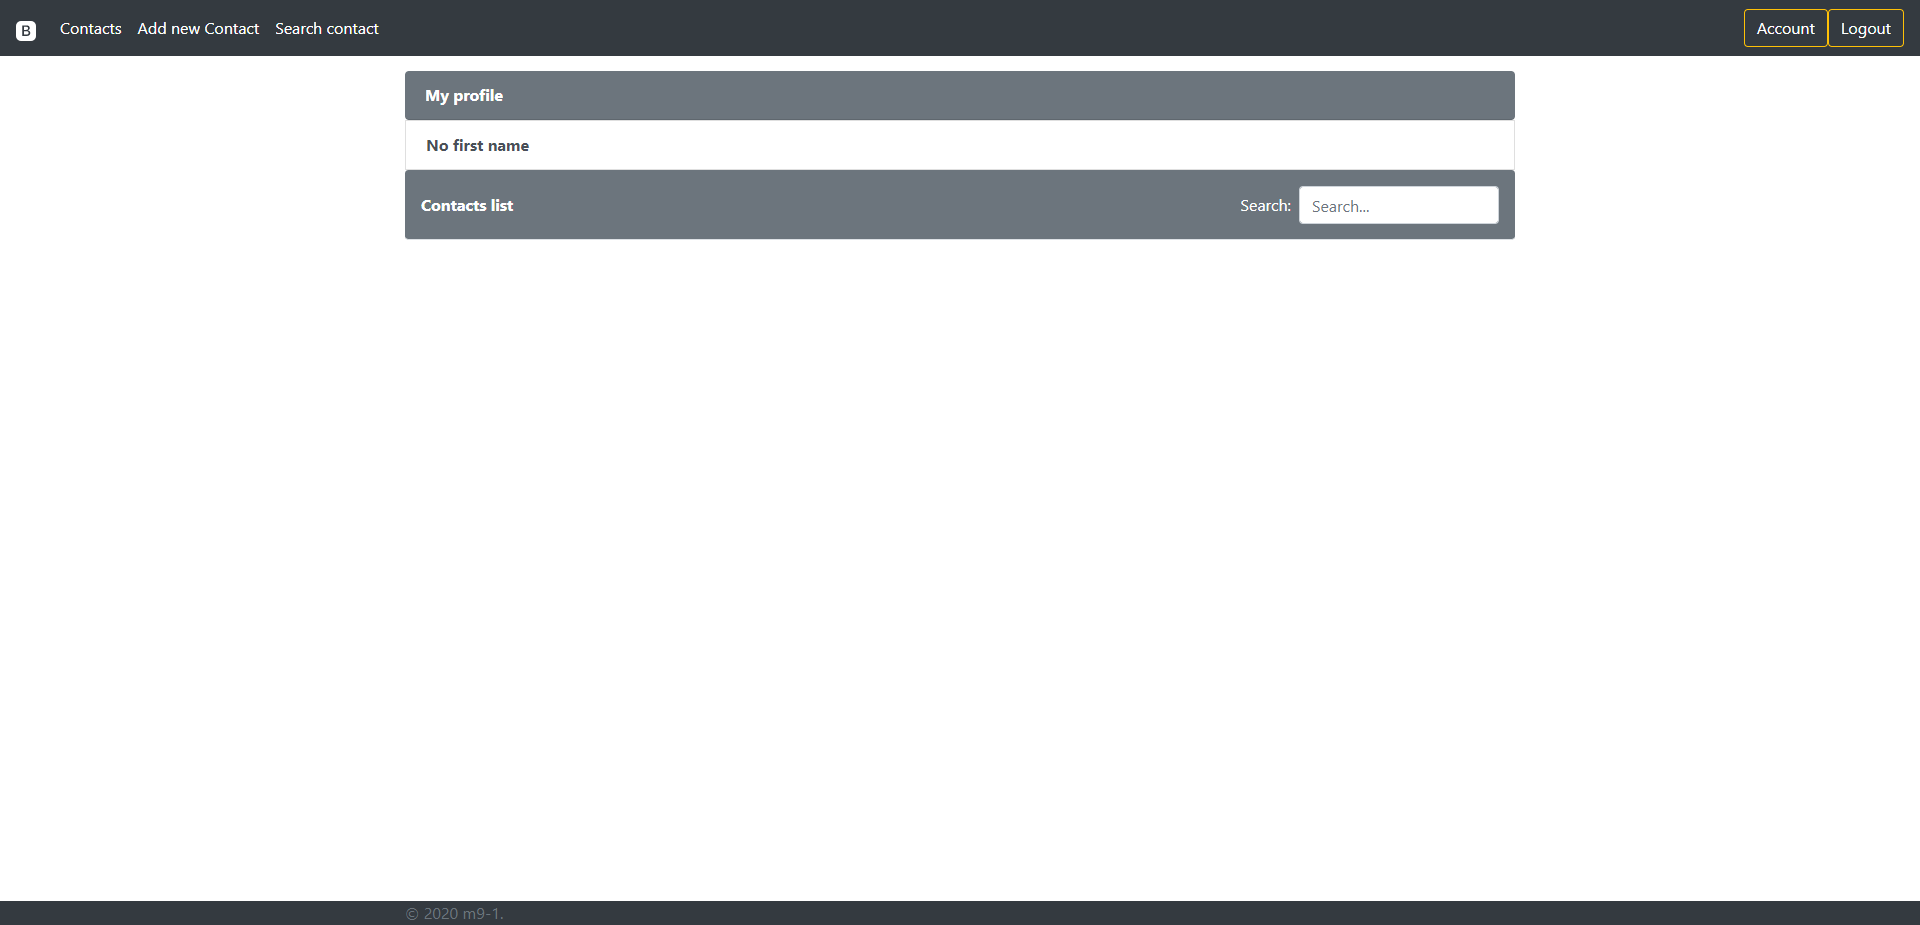 B Contacts Add new Contact Search contact Account Logout
My profile
No first name
Contacts list Search: Search...
© 2020 m9-1.